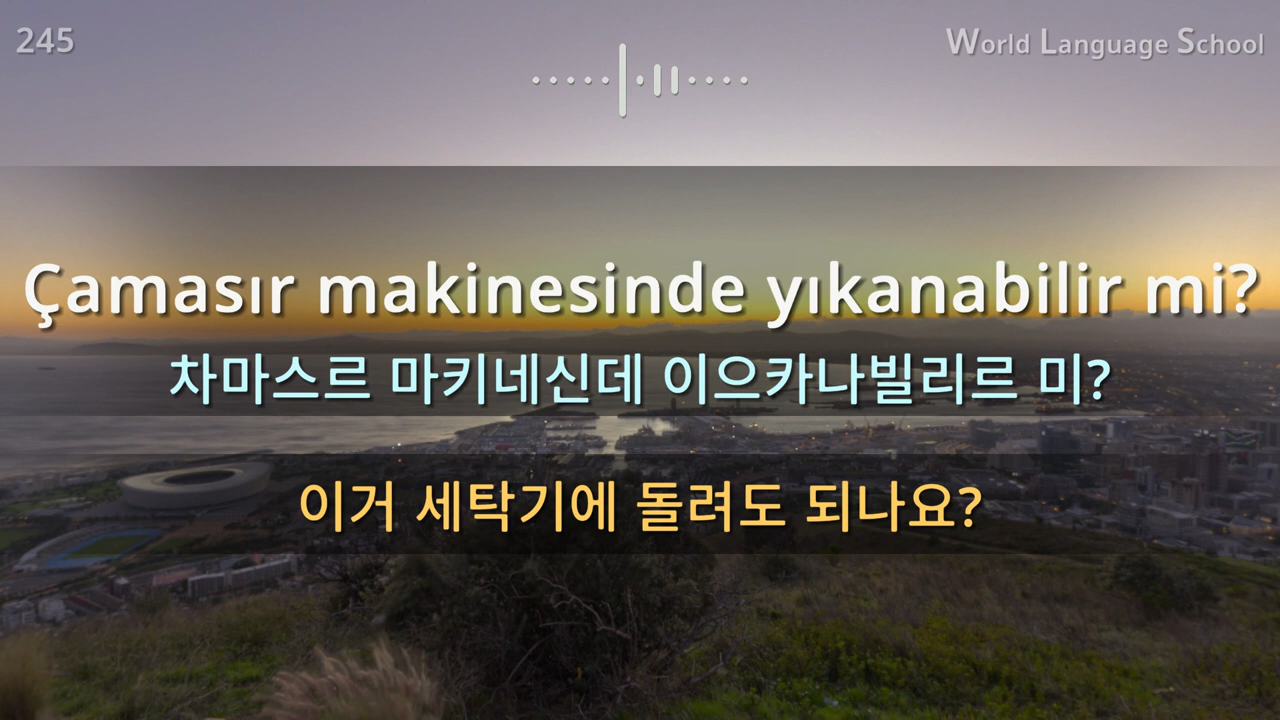 245
World Language School
Çamasır makinesinde yıkanabilir mi?
차마스르 마키네신데 이으카나빌리르 미?
이거 세탁기에 돌려도 되나요?